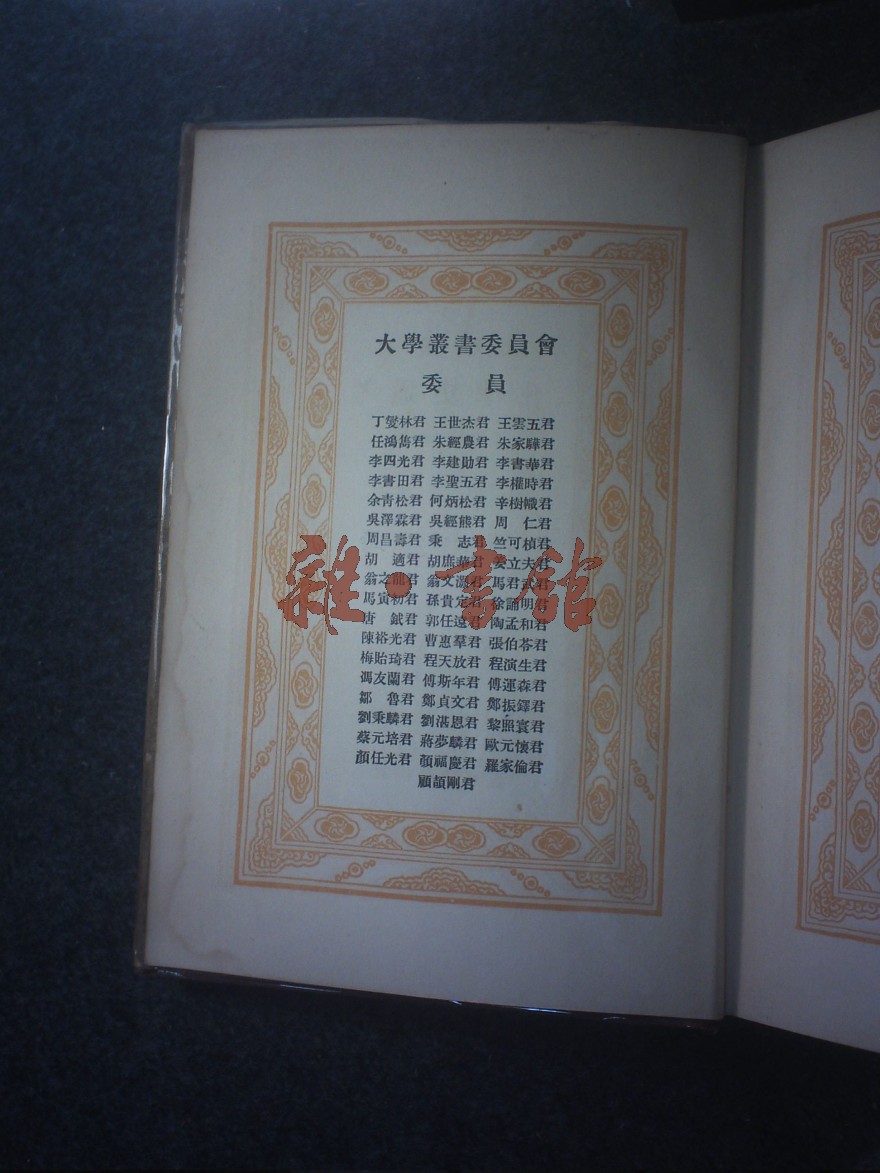 大學叢書委員會
委 員
丁燮林君 王世杰君 王雲五君
任鴻雋君 朱經農君 朱家驊君
李四光君 李建勛君 李書華君
李書田君 李聖五君 李權時君
余青松君 何炳松君 辛樹幟君
吳澤霖君 吳經熊君 周 仁君
周昌壽君 秉 志君 竺可楨君
胡 適君 胡庶華君 姜立夫君
翁之龍君 翁文灝君 馬君武君
馬寅初君 孫貴定君 徐誦明君
唐 鉞君 郭任遠君 陶孟和君
陳裕光君 曹惠羣君 張伯苓君
梅貽琦君 程天放君 程演生君
馮友蘭君 傅斯年君 傅運森君
鄒 魯君 鄭貞文君 鄭振鐸君
劉秉麟君 劉湛恩君 黎照寰君
蔡元培君 蔣夢麟君 歐元懷君
顏任光君 顏福慶君 羅家倫君
顧頡剛君
雜·書館